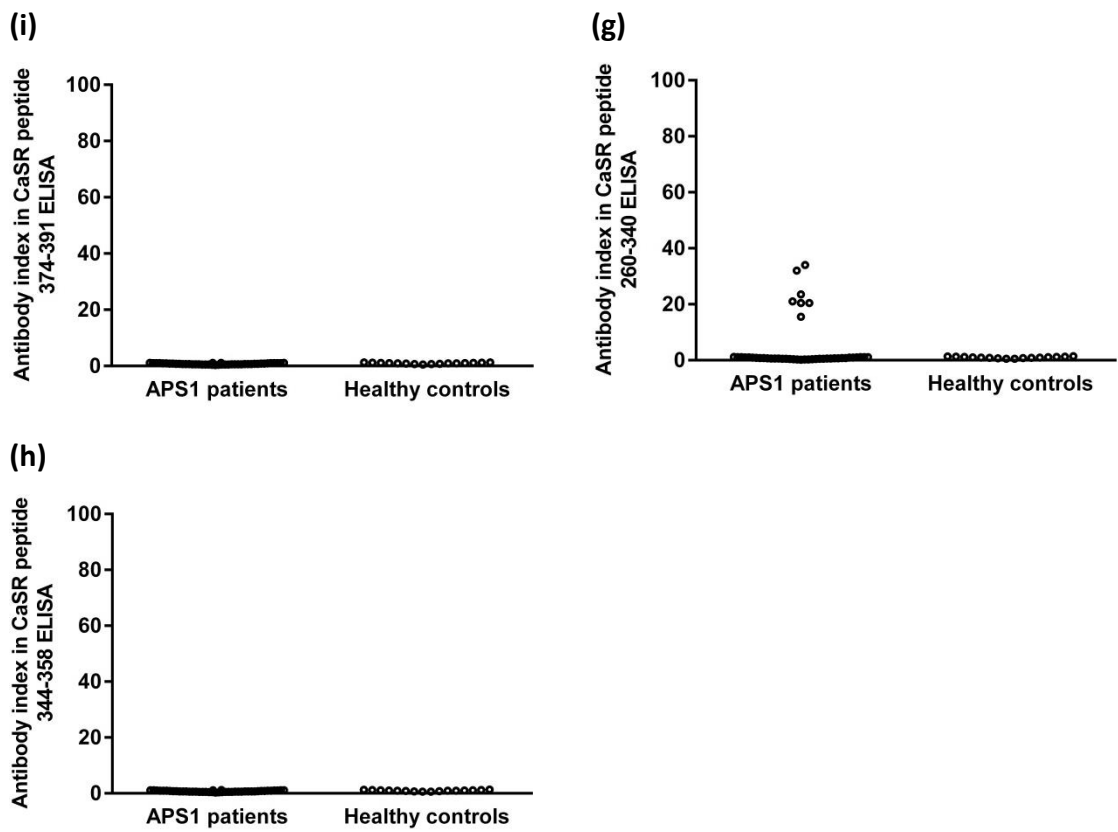 (i)
Antibody index in CaSR peptide
374-391 ELISA
100
80
60
40
20
0
APS1 patients
Healthy controls
(g)
Antibody index in CaSR peptide
260-340 ELISA
100
80
60
40
20
0
APS1 patients
Healthy controls
(h)
Antibody index in CaSR peptide
344-358 ELISA
100
80
60
40
20
0
APS1 patients
Healthy controls